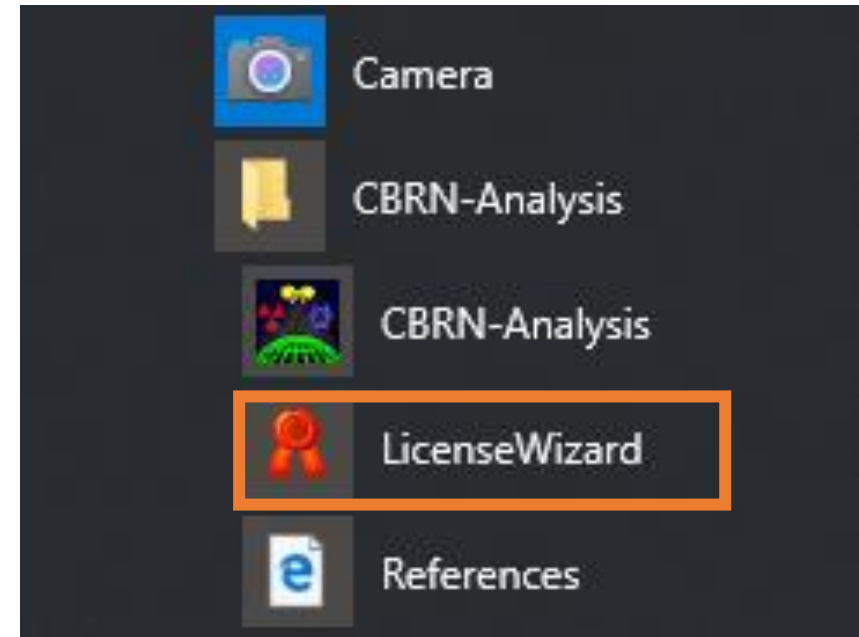 Camera
CBRN-Analysis
CBRN-Analysis
LicenseWizard
References